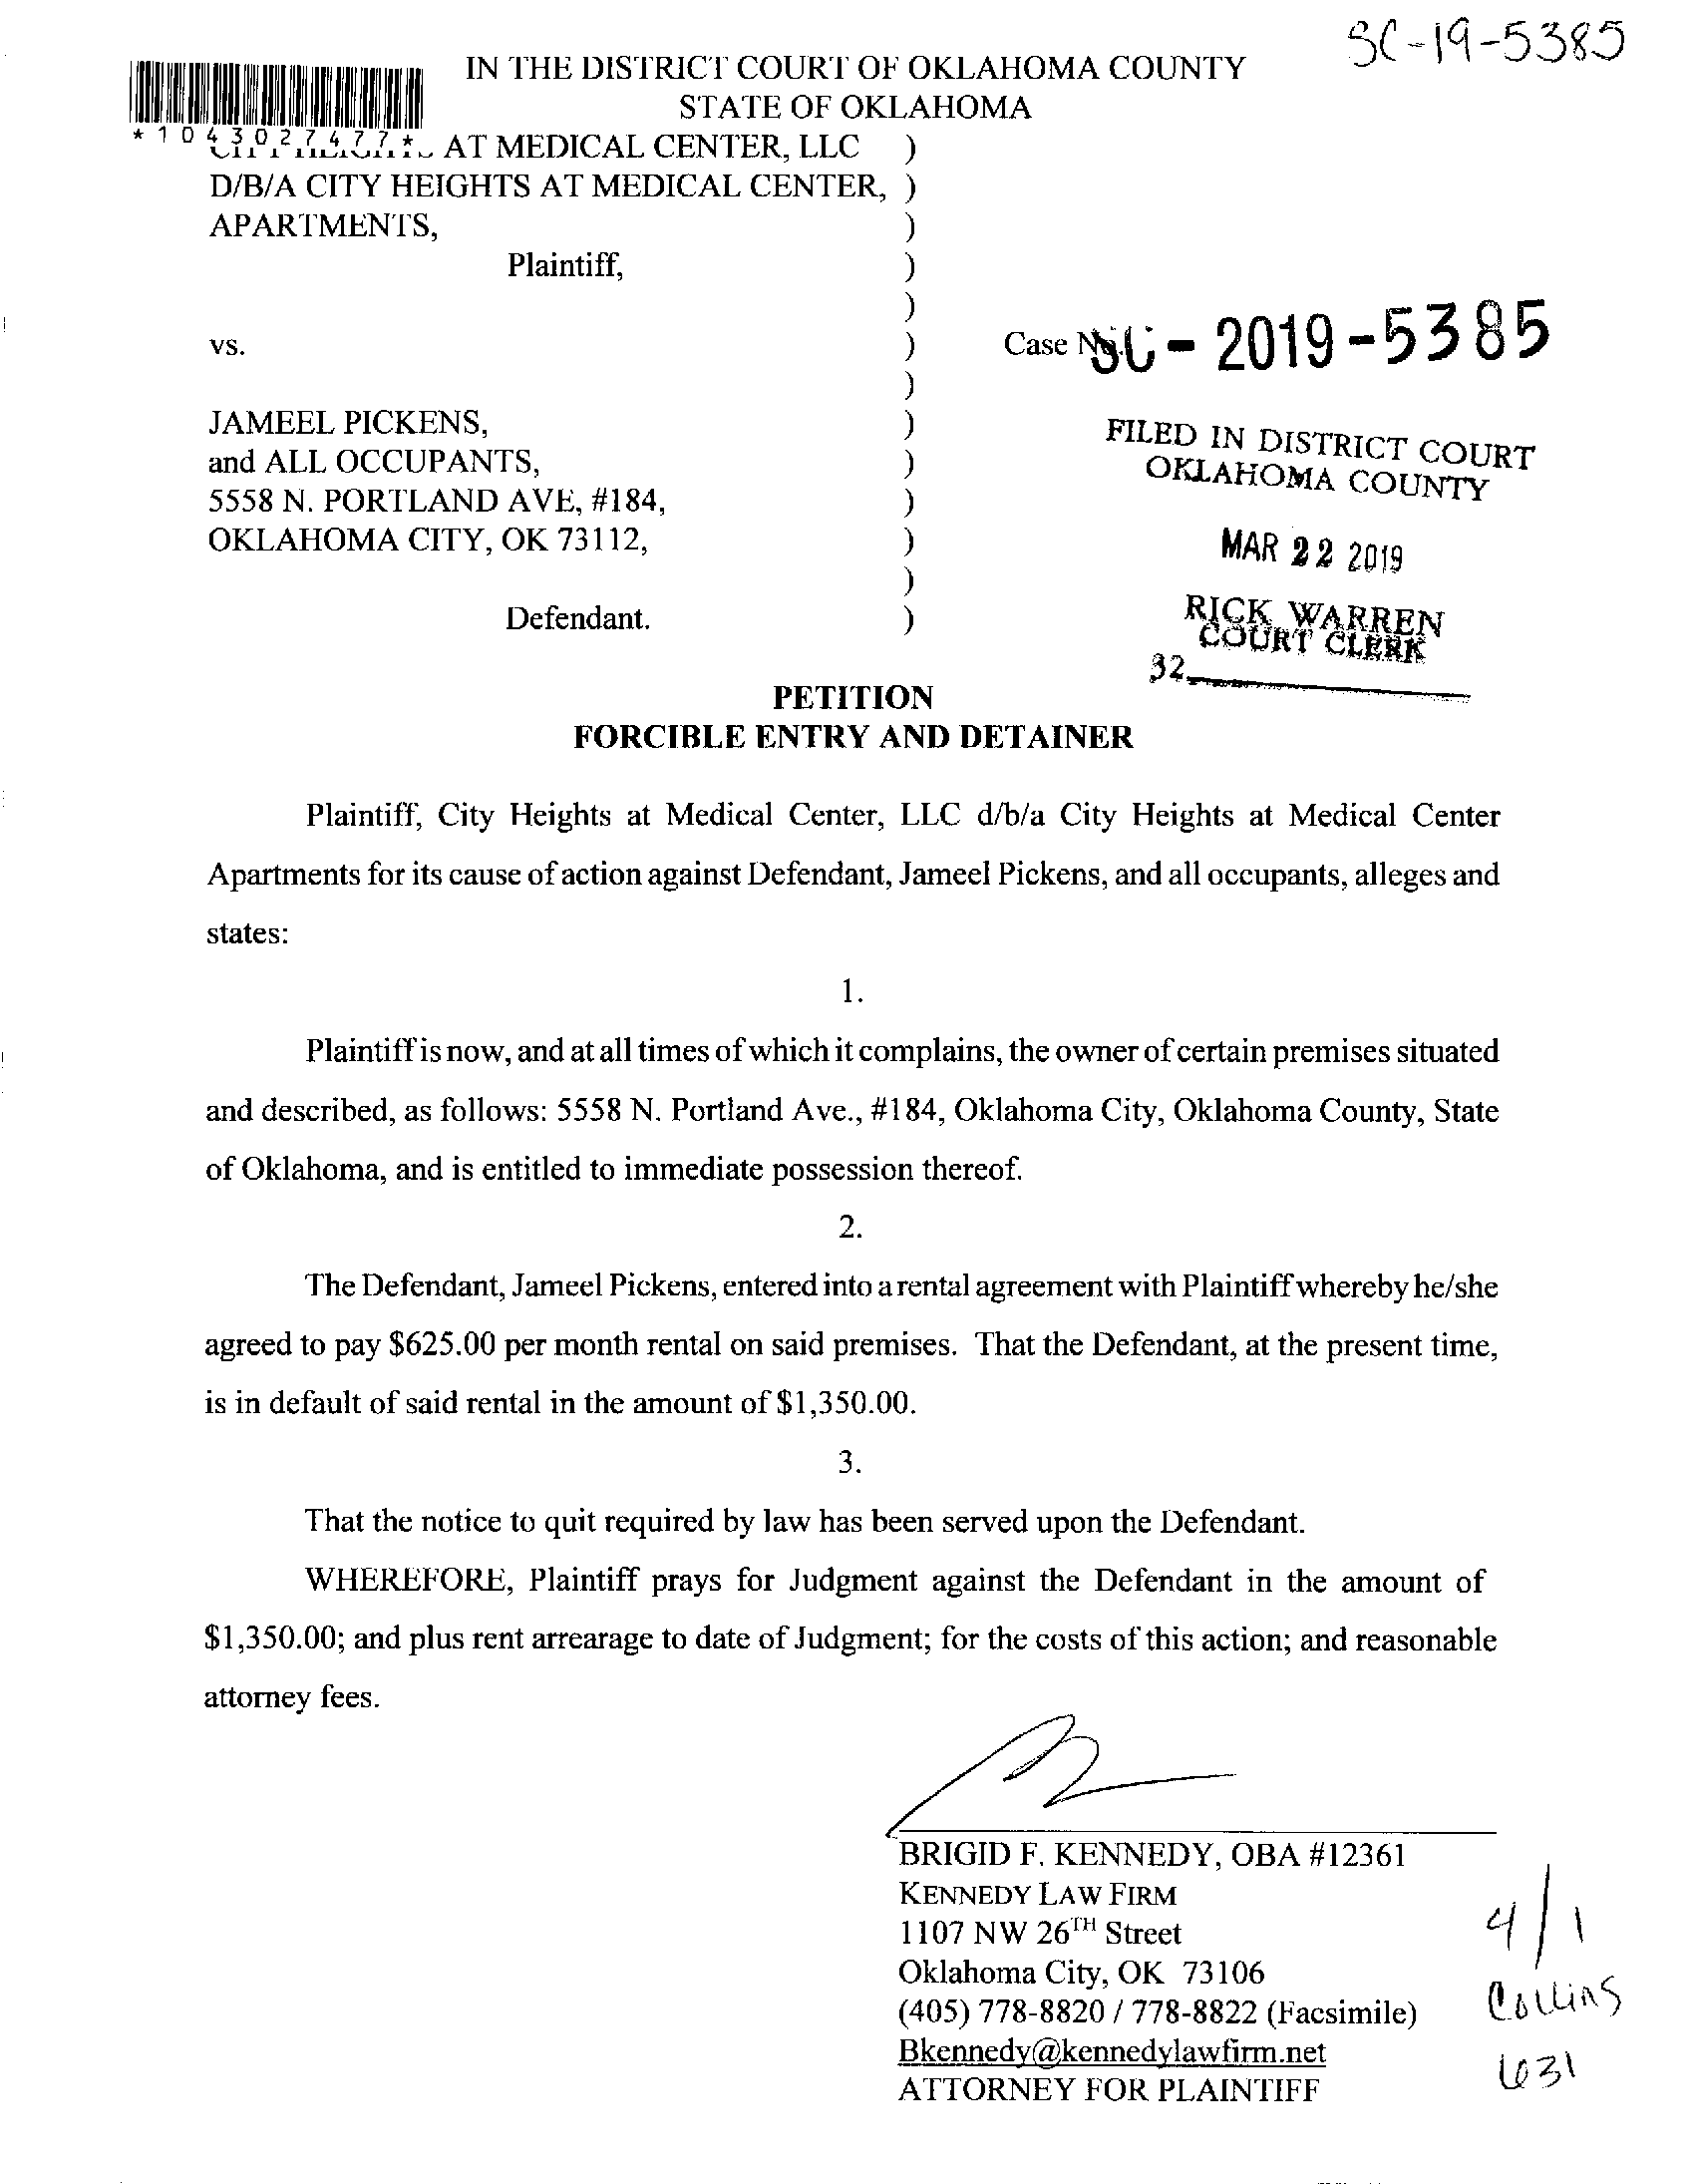 SC-19-5385
IN THE DISTRICT COURT OF OKLAHOMA COUNTY
STATE OF OKLAHOMA
*1043027477*
AT MEDICAL CENTER, LLC )
D/B/A CITY HEIGHTS AT MEDICAL CENTER, )
APARTMENTS, )
Plaintiff, )
)
vs. ) Case No. SC - 2019 - 5385
)
JAMEEL PICKENS, )
and ALL OCCUPANTS, )
5558 N. PORTLAND AVE, #184, )
OKLAHOMA CITY, OK 73112, )
)
Defendant. )
FILED IN DISTRICT COURT
OKLAHOMA COUNTY
MAR 22 2019
RICK WARREN
COURT CLERK
32
PETITION
FORCIBLE ENTRY AND DETAINER
Plaintiff, City Heights at Medical Center, LLC d/b/a City Heights at Medical Center
Apartments for its cause of action against Defendant, Jameel Pickens, and all occupants, alleges and
states:
1.
Plaintiff is now, and at all times of which it complains, the owner of certain premises situated
and described, as follows: 5558 N. Portland Ave., #184, Oklahoma City, Oklahoma County, State
of Oklahoma, and is entitled to immediate possession thereof.
2.
The Defendant, Jameel Pickens, entered into a rental agreement with Plaintiff whereby he/she
agreed to pay $625.00 per month rental on said premises. That the Defendant, at the present time,
is in default of said rental in the amount of $1,350.00.
3.
That the notice to quit required by law has been served upon the Defendant.
WHEREFORE, Plaintiff prays for Judgment against the Defendant in the amount of
$1,350.00; and plus rent arrearage to date of Judgment; for the costs of this action; and reasonable
attorney fees.
BRIGID F. KENNEDY, OBA #12361
KENNEDY LAW FIRM
1107 NW 26TH Street
Oklahoma City, OK 73106
(405) 778-8820 / 778-8822 (Facsimile)
Bkennedy@kennedylawfirm.net
ATTORNEY FOR PLAINTIFF
4/1
Collins
631